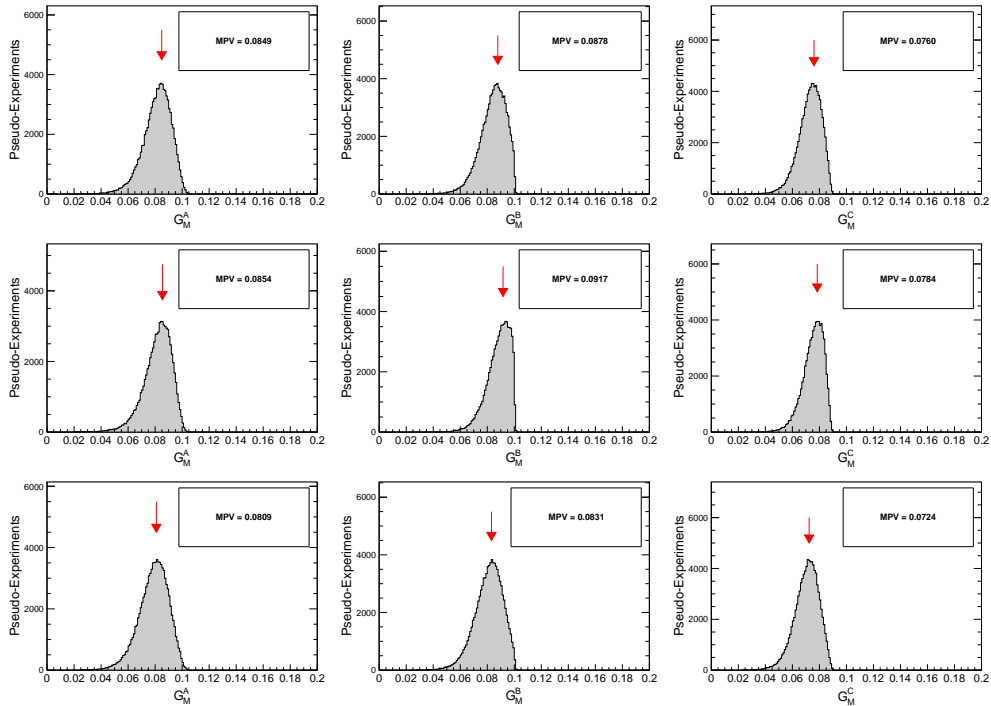 Pseudo-Experiments
6000
4000
2000
0
MPV = 0.0849
0 0.02 0.04 0.06 0.08 0.1 0.12 0.14 0.16 0.18 0.2
G_M^A
Pseudo-Experiments
6000
4000
2000
0
MPV = 0.0878
0 0.02 0.04 0.06 0.08 0.1 0.12 0.14 0.16 0.18 0.2
G_M^B
Pseudo-Experiments
6000
4000
2000
0
MPV = 0.0760
0 0.02 0.04 0.06 0.08 0.1 0.12 0.14 0.16 0.18 0.2
G_M^C
Pseudo-Experiments
4000
2000
0
MPV = 0.0854
0 0.02 0.04 0.06 0.08 0.1 0.12 0.14 0.16 0.18 0.2
G_M^A
Pseudo-Experiments
6000
4000
2000
0
MPV = 0.0917
0 0.02 0.04 0.06 0.08 0.1 0.12 0.14 0.16 0.18 0.2
G_M^B
Pseudo-Experiments
6000
4000
2000
0
MPV = 0.0784
0 0.02 0.04 0.06 0.08 0.1 0.12 0.14 0.16 0.18 0.2
G_M^C
Pseudo-Experiments
6000
4000
2000
0
MPV = 0.0809
0 0.02 0.04 0.06 0.08 0.1 0.12 0.14 0.16 0.18 0.2
G_M^A
Pseudo-Experiments
6000
4000
2000
0
MPV = 0.0831
0 0.02 0.04 0.06 0.08 0.1 0.12 0.14 0.16 0.18 0.2
G_M^B
Pseudo-Experiments
6000
4000
2000
0
MPV = 0.0724
0 0.02 0.04 0.06 0.08 0.1 0.12 0.14 0.16 0.18 0.2
G_M^C